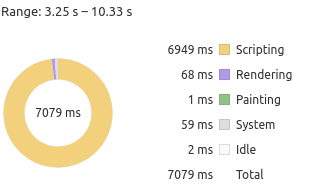 Range: 3.25 s – 10.33 s
7079 ms
6949 ms Scripting
68 ms Rendering
1 ms Painting
59 ms System
2 ms Idle
7079 ms Total